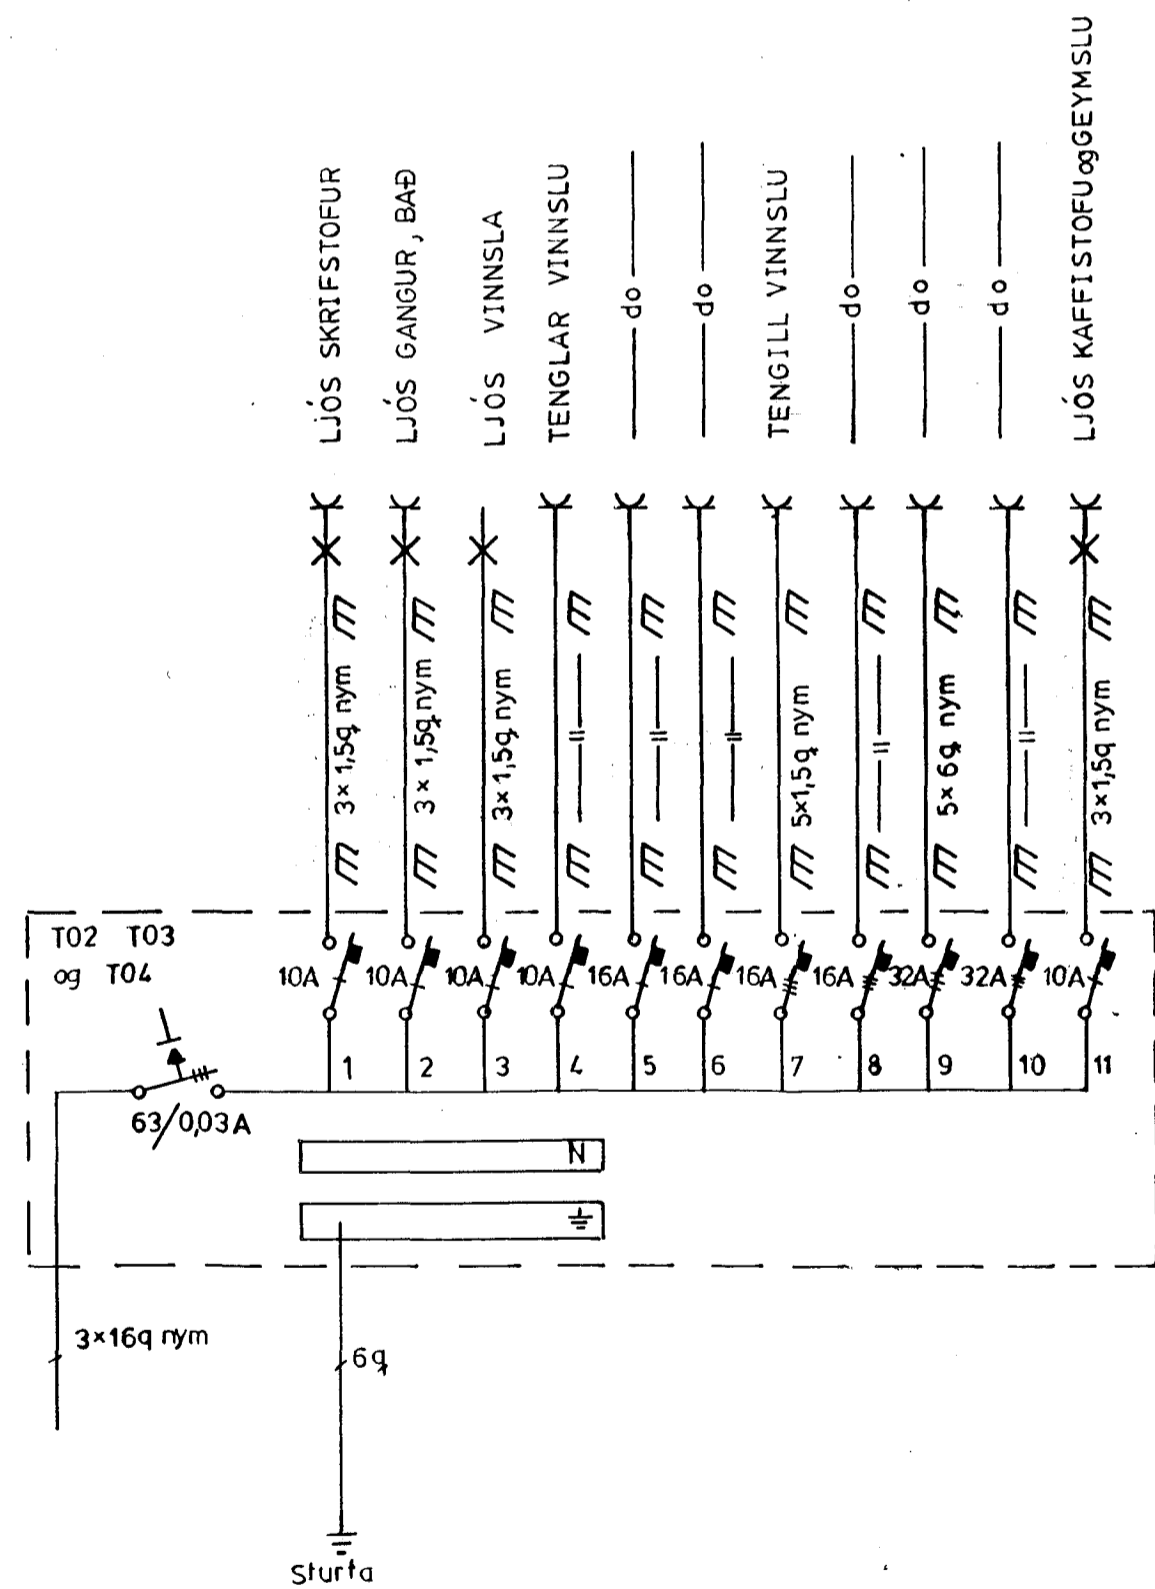 LJÓS SKRIFSTOFUR
LJÓS GANGUR, BAÐ
LJÓS VINNSLA
TENGLAR VINNSLU
do
do
TENGILL VINNSLU
do
do
do
LJÓS KAFFISTOFU og GEYMSLU
3×1,5q nym
3×1,5q nym
3×1,5q nym
5×1,5q nym
5×6q nym
3×1,5q nym
TO2 TO3
og TO4
10A
10A
10A
10A
16A
16A
16A
16A
32A
32A
10A
1
2
3
4
5
6
7
8
9
10
11
63/0,03A
N
3×16q nym
6q
Sturta